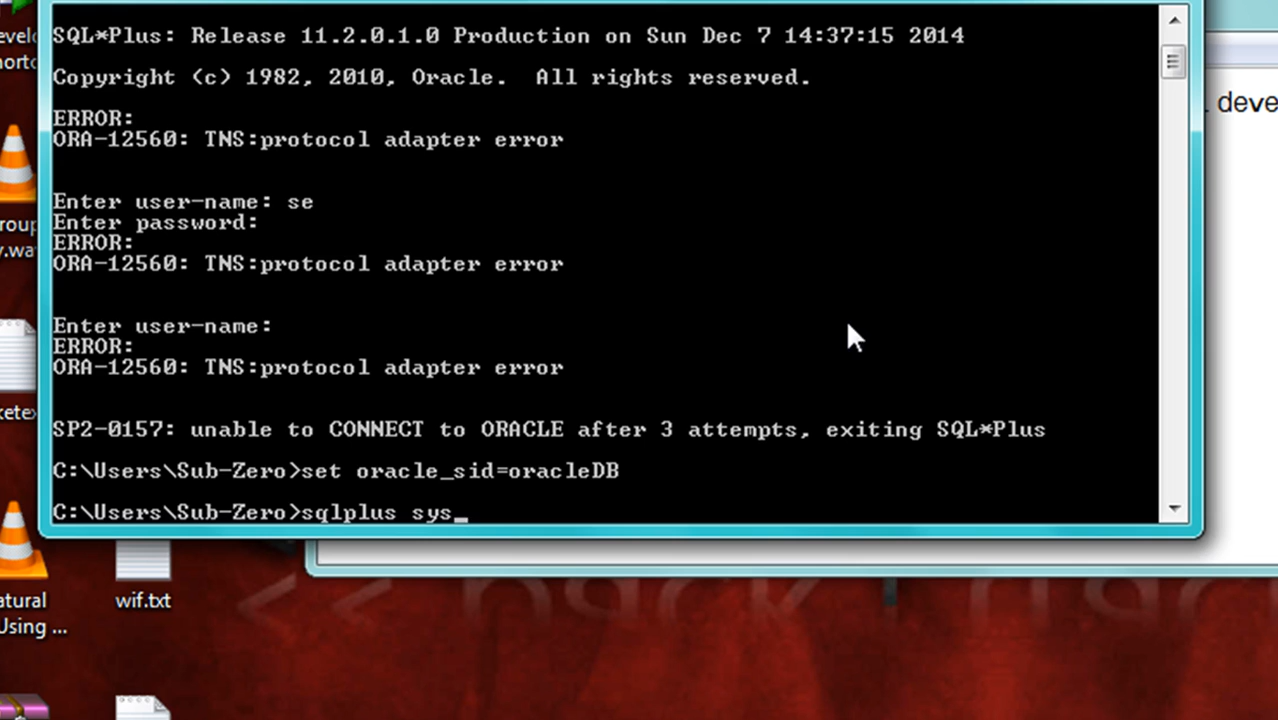 SQL*Plus: Release 11.2.0.1.0 Production on Sun Dec 7 14:37:15 2014
Copyright (c) 1982, 2010, Oracle.  All rights reserved.
ERROR:
ORA-12560: TNS:protocol adapter error
Enter user-name: se
Enter password:
ERROR:
ORA-12560: TNS:protocol adapter error
Enter user-name:
ERROR:
ORA-12560: TNS:protocol adapter error
SP2-0157: unable to CONNECT to ORACLE after 3 attempts, exiting SQL*Plus
C:\Users\Sub-Zero>set oracle_sid=oracleDB
C:\Users\Sub-Zero>sqlplus sys_
wif.txt
Using ...